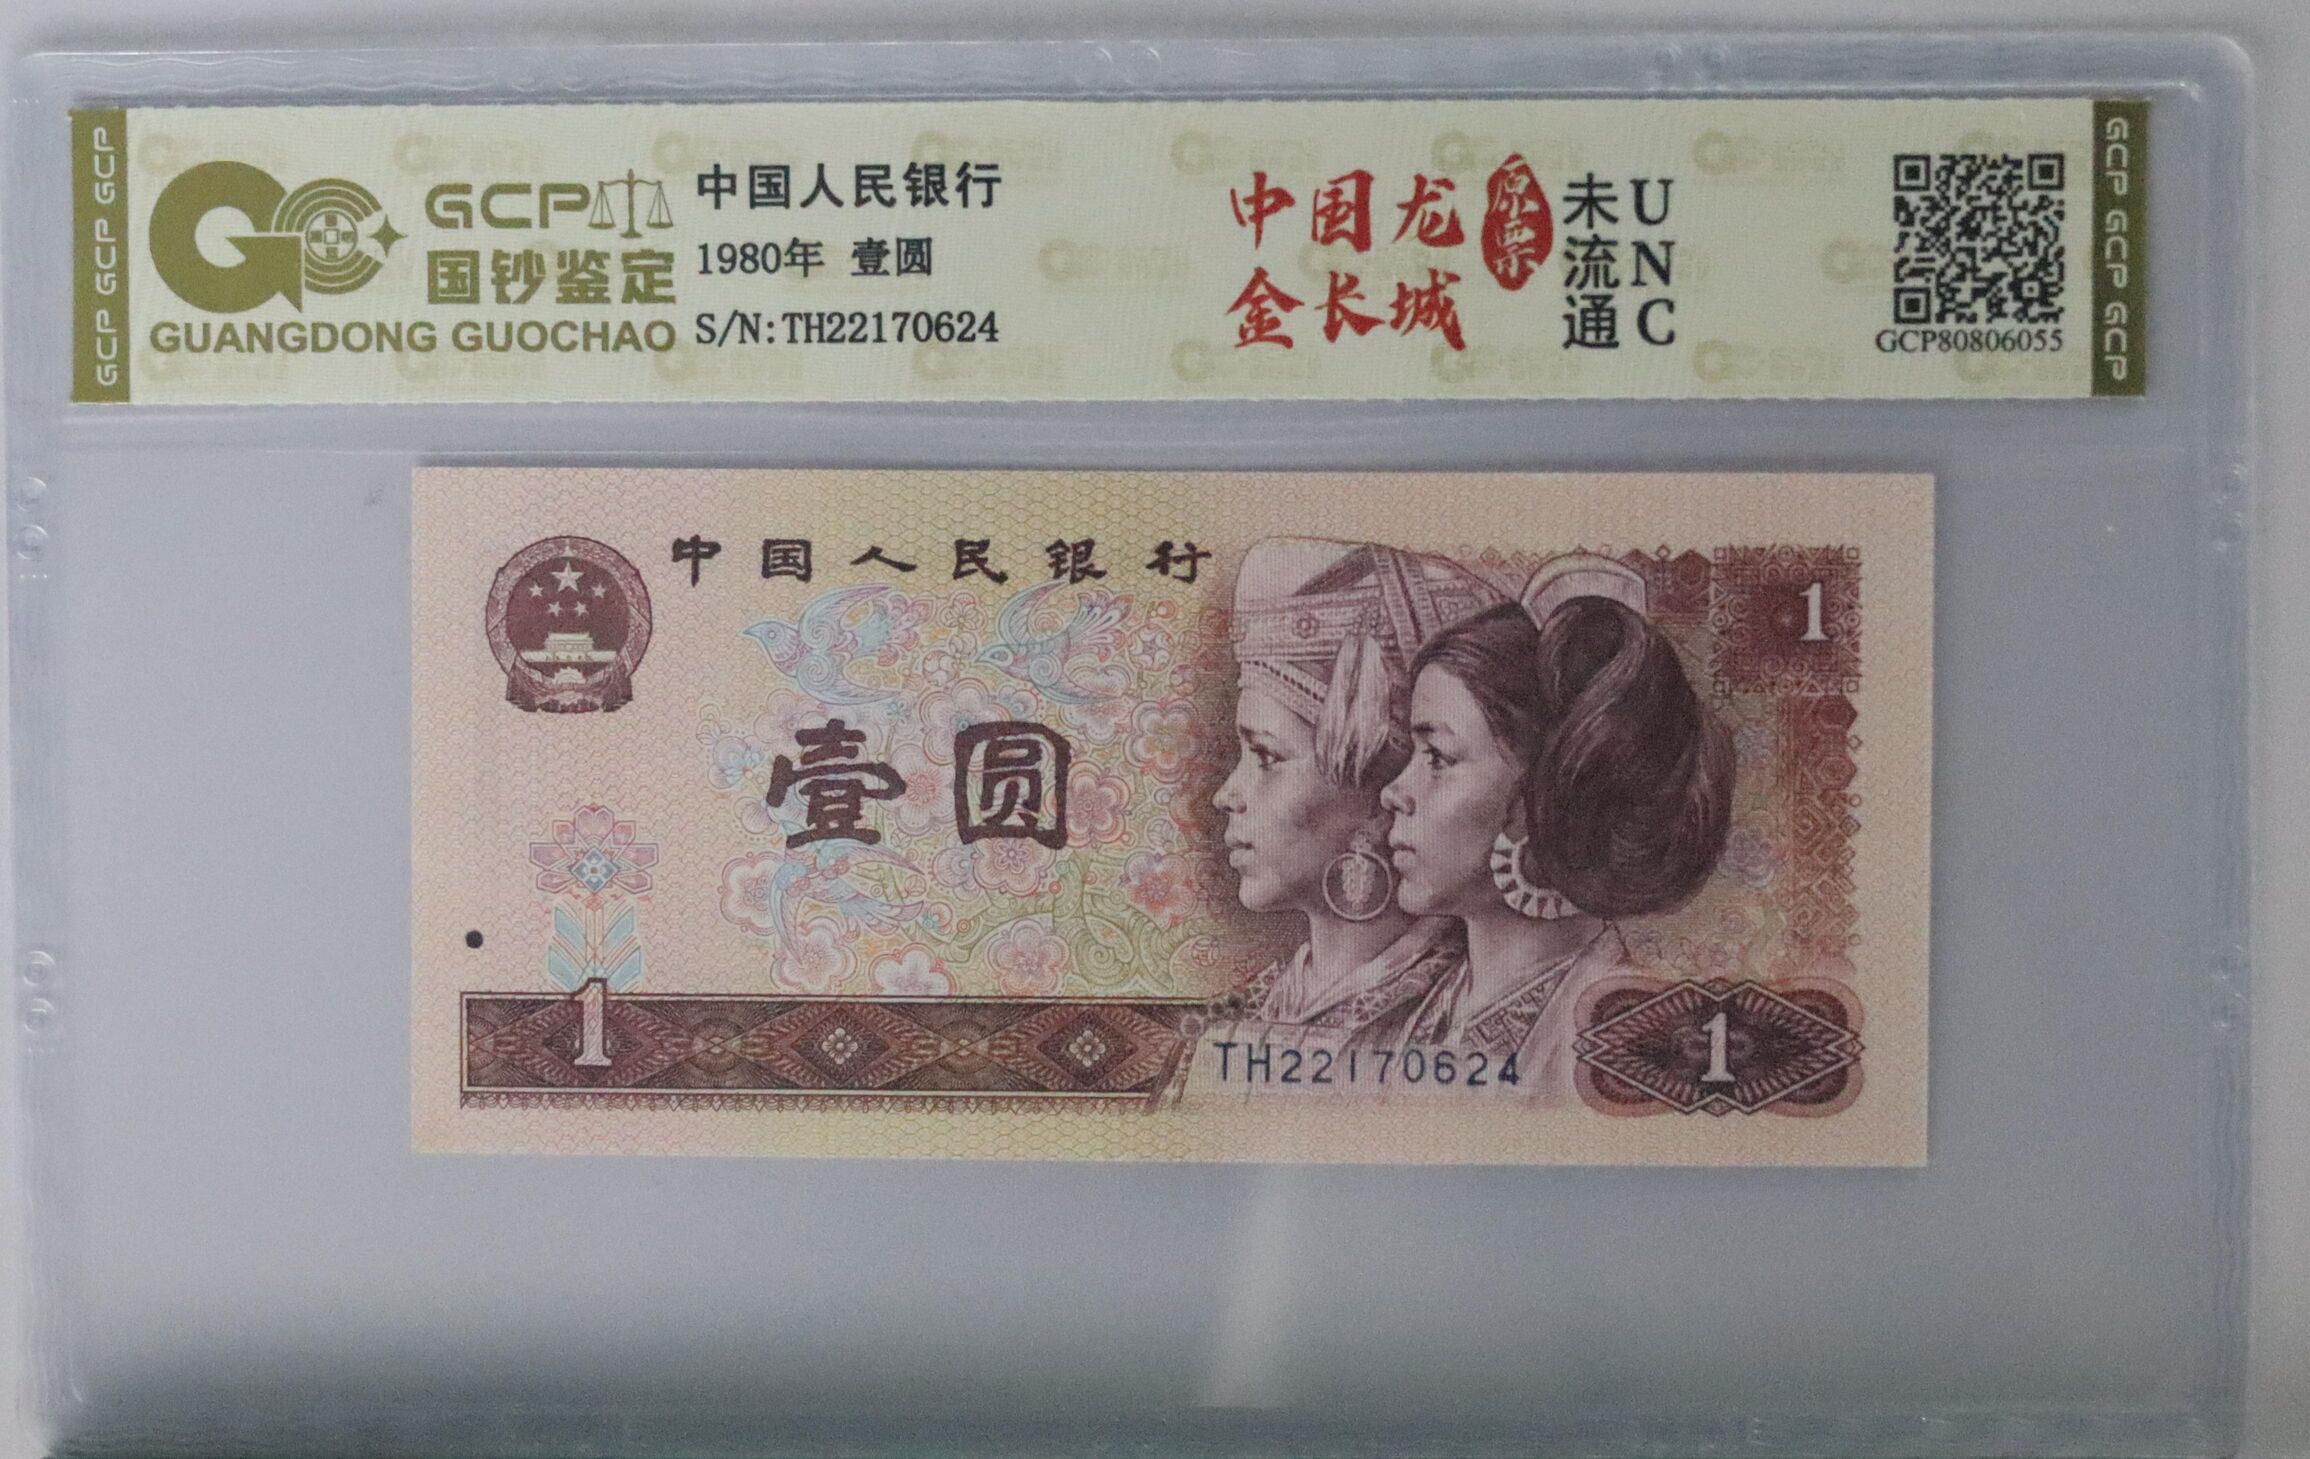 GCP GCP GCP
GCP
国钞鉴定
GUANGDONG GUOCHAO
中国人民银行
1980年 壹圆
S/N:TH22170624
中国龙
金长城
原票
未流通
UNC
GCP80806055
GCP GCP GCP
中国人民银行
1
壹圆
1
TH22170624
1